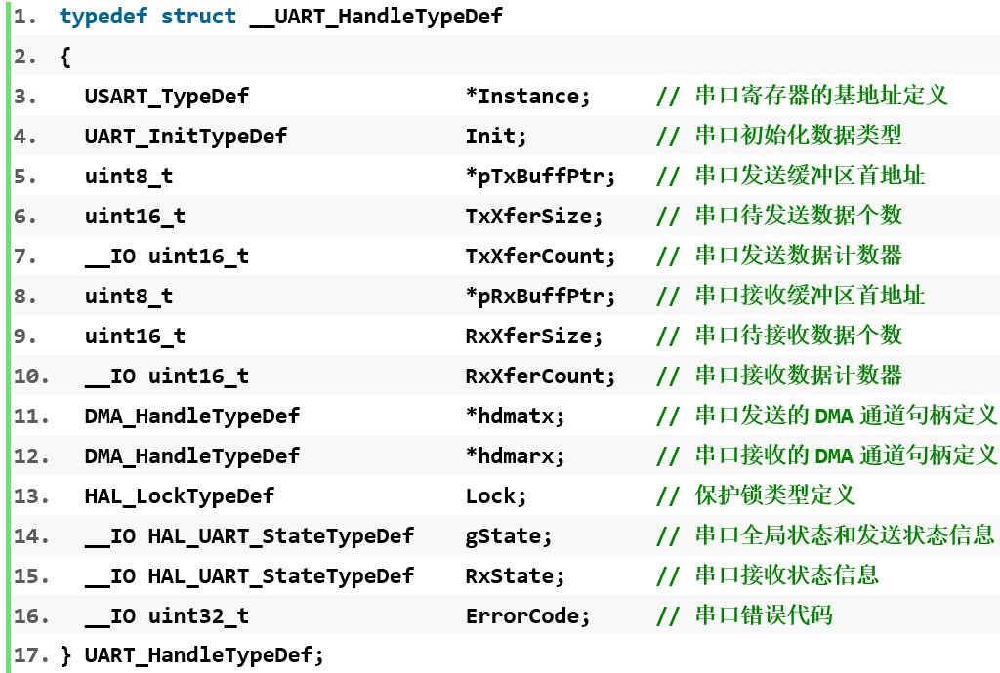 1. typedef struct __UART_HandleTypeDef
2. {
3. USART_TypeDef *Instance; // 串口寄存器的基地址定义
4. UART_InitTypeDef Init; // 串口初始化数据类型
5. uint8_t *pTxBuffPtr; // 串口发送缓冲区首地址
6. uint16_t TxXferSize; // 串口待发送数据个数
7. __IO uint16_t TxXferCount; // 串口发送数据计数器
8. uint8_t *pRxBuffPtr; // 串口接收缓冲区首地址
9. uint16_t RxXferSize; // 串口待接收数据个数
10. __IO uint16_t RxXferCount; // 串口接收数据计数器
11. DMA_HandleTypeDef *hdmatx; // 串口发送的 DMA 通道句柄定义
12. DMA_HandleTypeDef *hdmarx; // 串口接收的 DMA 通道句柄定义
13. HAL_LockTypeDef Lock; // 保护锁类型定义
14. __IO HAL_UART_StateTypeDef gState; // 串口全局状态和发送状态信息
15. __IO HAL_UART_StateTypeDef RxState; // 串口接收状态信息
16. __IO uint32_t ErrorCode; // 串口错误代码
17. } UART_HandleTypeDef;